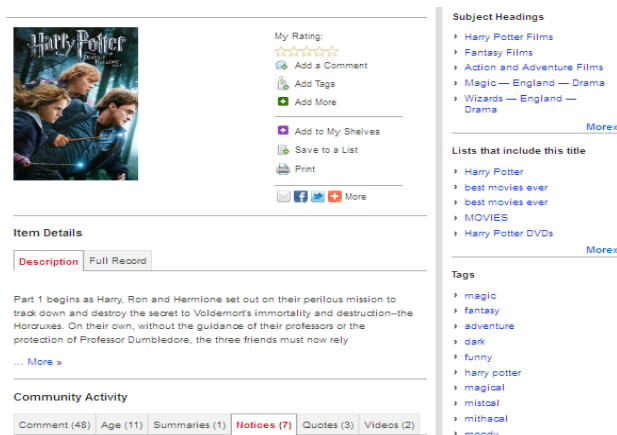 Harry Potter
My Rating:
Add a Comment
Add Tags
Add More
Add to My Shelves
Save to a List
Print
More
Item Details
Description
Full Record
Part 1 begins as Harry, Ron and Hermione set out on their perilous mission to
track down and destroy the secret to Voldemort's immortality and destruction--the
Horcruxes. On their own, without the guidance of their professors or the
protection of Professor Dumbledore, the three friends must now rely
... More »
Community Activity
Comment (48)
Age (11)
Summaries (1)
Notices (7)
Quotes (3)
Videos (2)
Subject Headings
Harry Potter Films
Fantasy Films
Action and Adventure Films
Magic — England — Drama
Wizards — England —
Drama
More»
Lists that include this title
Harry Potter
best movies ever
best movies ever
MOVIES
Harry Potter DVDs
More»
Tags
magic
fantasy
adventure
dark
funny
harry potter
magical
mistcal
mithacal
moody